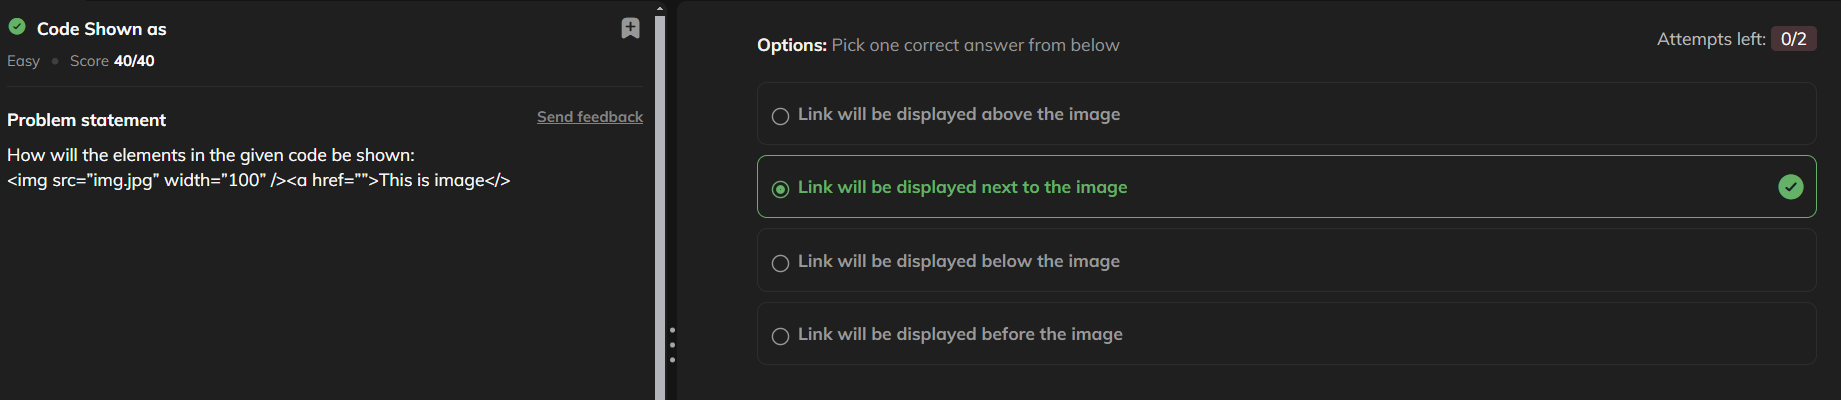 Code Shown as
Easy • Score 40/40
Problem statement
Send feedback
How will the elements in the given code be shown:
<img src=”img.jpg” width=”100” /><a href=””>This is image</>
Options: Pick one correct answer from below
Attempts left: 0/2
Link will be displayed above the image
Link will be displayed next to the image
Link will be displayed below the image
Link will be displayed before the image